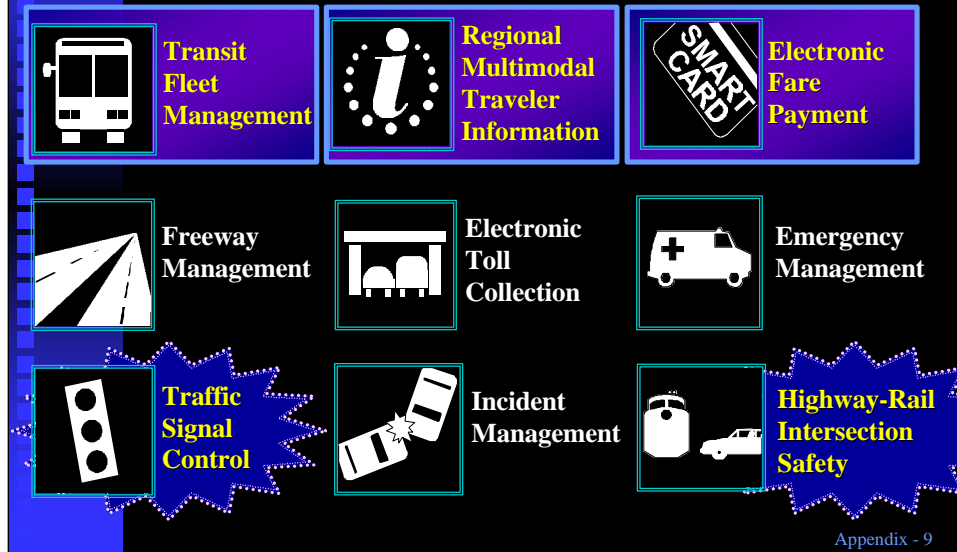 Transit
Fleet
Management
Regional
Multimodal
Traveler
Information
SMART
CARD
Electronic
Fare
Payment
Freeway
Management
Electronic
Toll
Collection
Emergency
Management
Traffic
Signal
Control
Incident
Management
Highway-Rail
Intersection
Safety
Appendix - 9